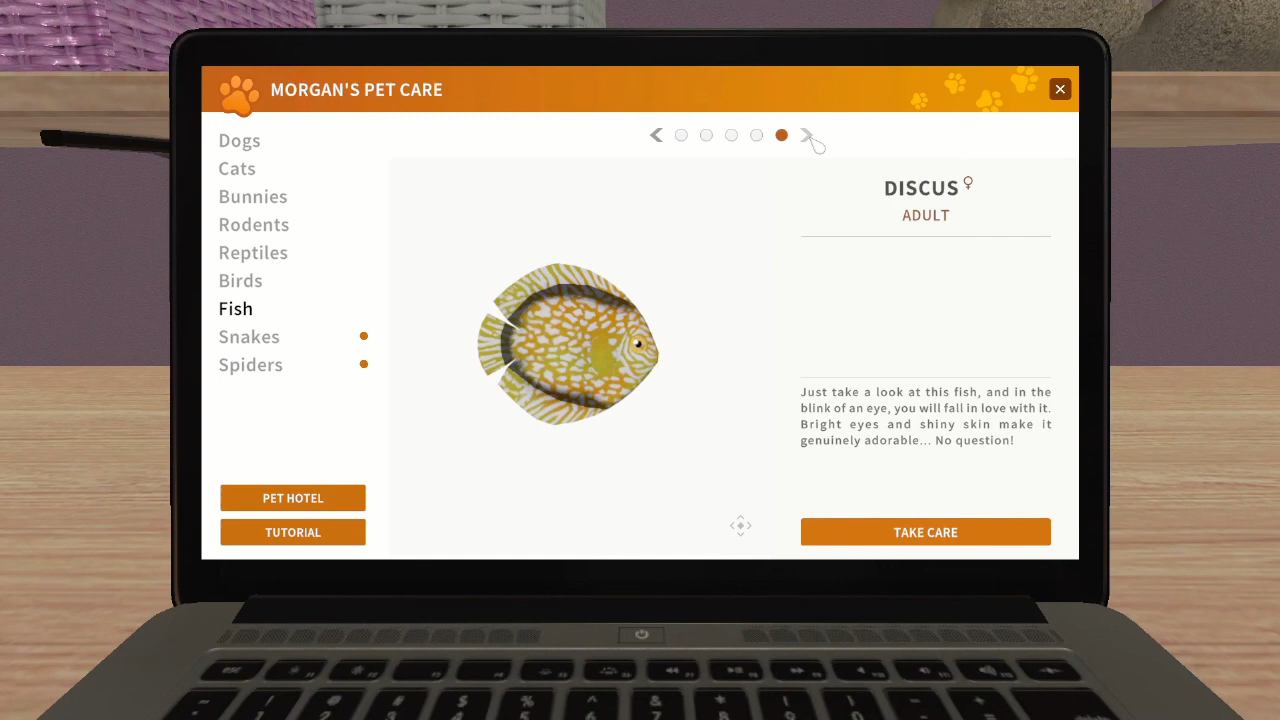 MORGAN'S PET CARE
Dogs
Cats
Bunnies
Rodents
Reptiles
Birds
Fish
Snakes
Spiders
PET HOTEL
TUTORIAL
DISCUS♀
ADULT
Just take a look at this fish, and in the
blink of an eye, you will fall in love with it.
Bright eyes and shiny skin make it
genuinely adorable... No question!
TAKE CARE
esc